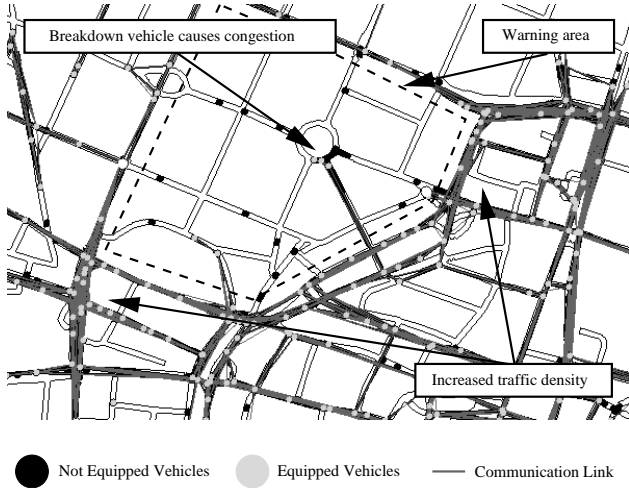 Breakdown vehicle causes congestion
Warning area
Increased traffic density
Not Equipped Vehicles
Equipped Vehicles
Communication Link